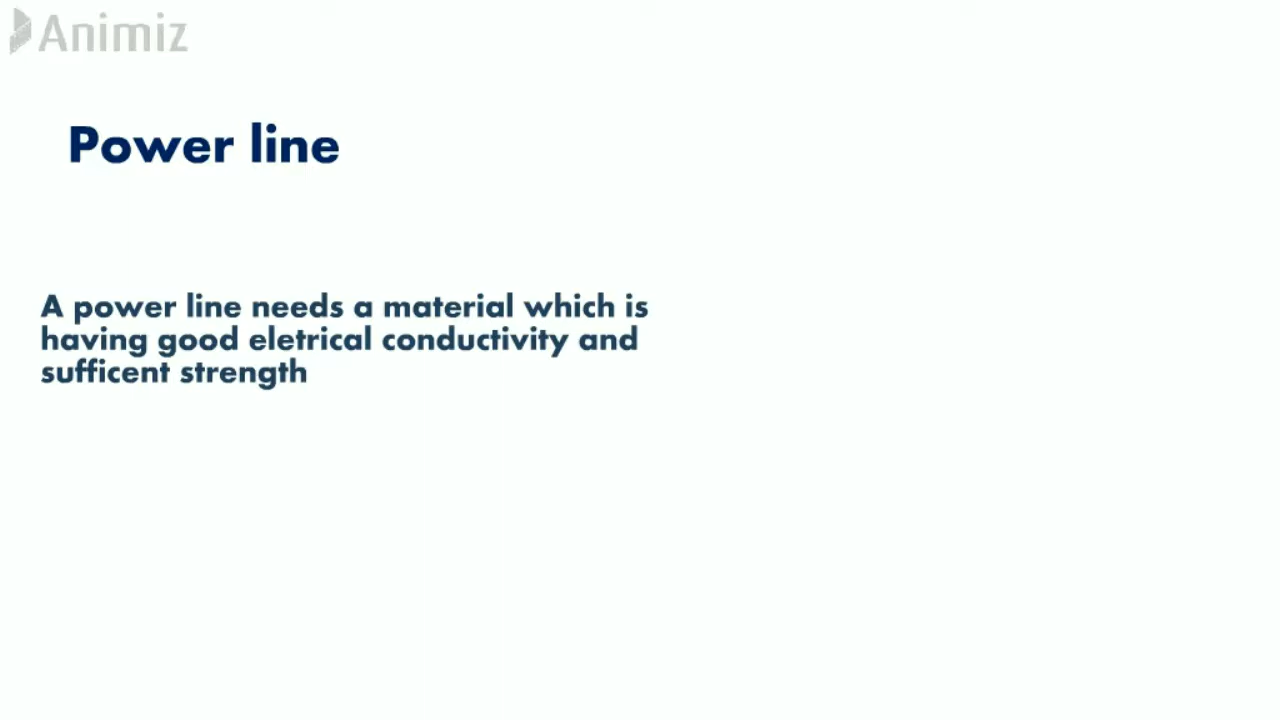 Animiz
Power line
A power line needs a material which is
having good eletrical conductivity and
sufficent strength